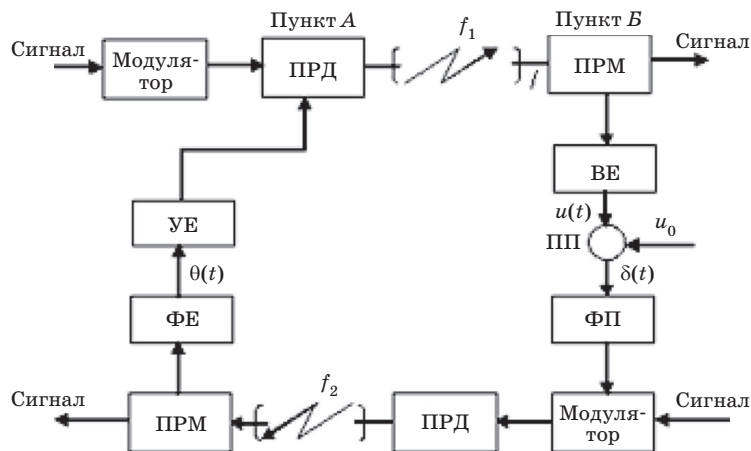 Пункт А
Пункт Б
Сигнал
Модуля-
тор
ПРД
f₁
ПРМ
Сигнал
ВЕ
u(t)
ПП
u₀
δ(t)
УЕ
θ(t)
ФЕ
ФП
Сигнал
ПРМ
f₂
ПРД
Модуля-
тор
Сигнал